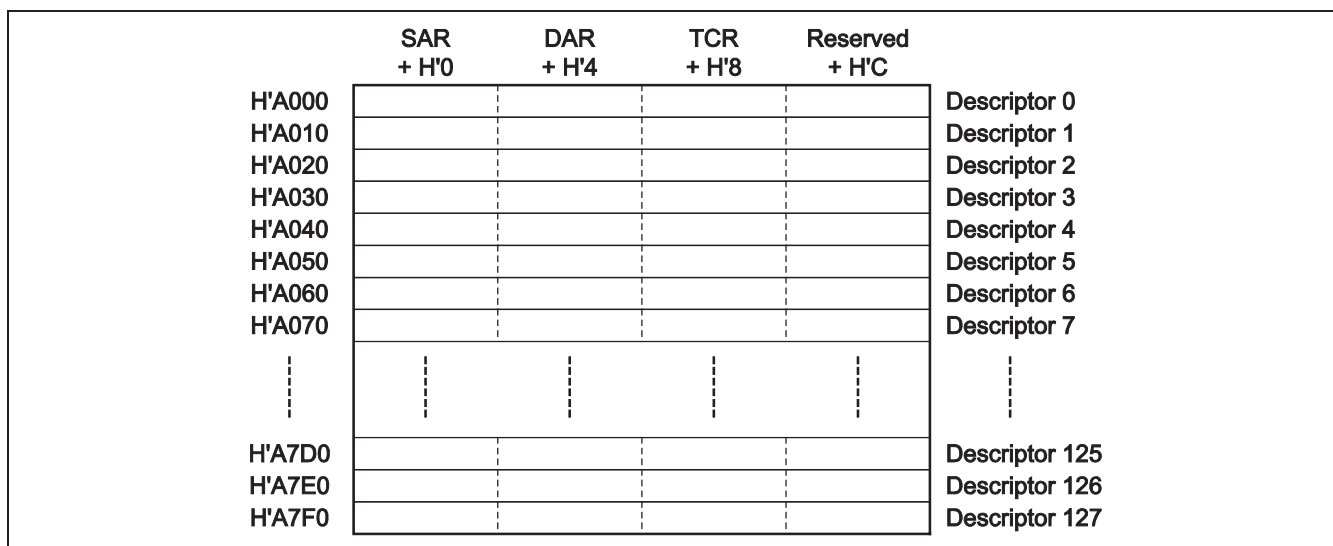 SAR DAR TCR Reserved
+ H'0 + H'4 + H'8 + H'C
H'A000 Descriptor 0
H'A010 Descriptor 1
H'A020 Descriptor 2
H'A030 Descriptor 3
H'A040 Descriptor 4
H'A050 Descriptor 5
H'A060 Descriptor 6
H'A070 Descriptor 7
H'A7D0 Descriptor 125
H'A7E0 Descriptor 126
H'A7F0 Descriptor 127